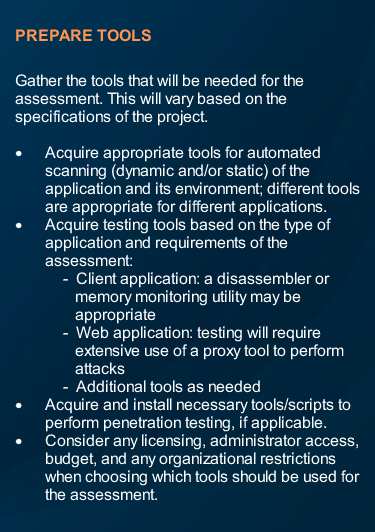 PREPARE TOOLS
Gather the tools that will be needed for the
assessment. This will vary based on the
specifications of the project.
• Acquire appropriate tools for automated
scanning (dynamic and/or static) of the
application and its environment; different tools
are appropriate for different applications.
• Acquire testing tools based on the type of
application and requirements of the
assessment:
- Client application: a disassembler or
memory monitoring utility may be
appropriate
- Web application: testing will require
extensive use of a proxy tool to perform
attacks
- Additional tools as needed
• Acquire and install necessary tools/scripts to
perform penetration testing, if applicable.
• Consider any licensing, administrator access,
budget, and any organizational restrictions
when choosing which tools should be used for
the assessment.